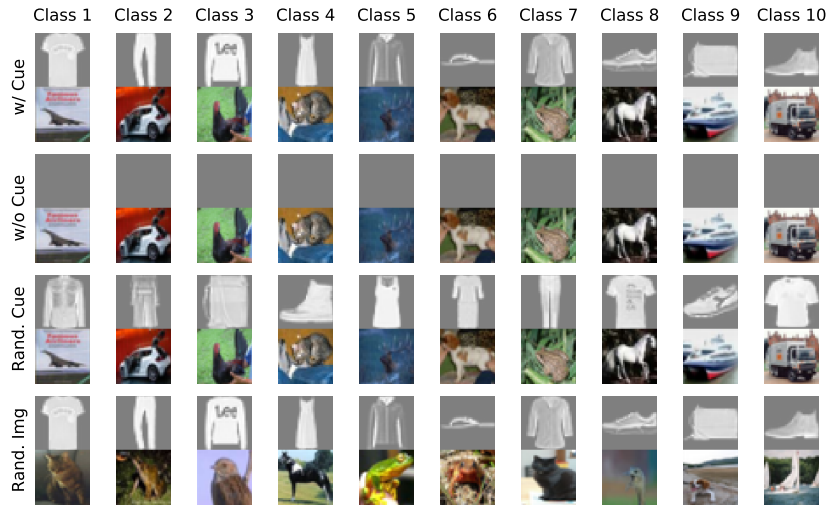 Class 1 Class 2 Class 3 Class 4 Class 5 Class 6 Class 7 Class 8 Class 9 Class 10
w/ Cue
Lee
w/o Cue
Rand. Cue
Rand. Img
Lee